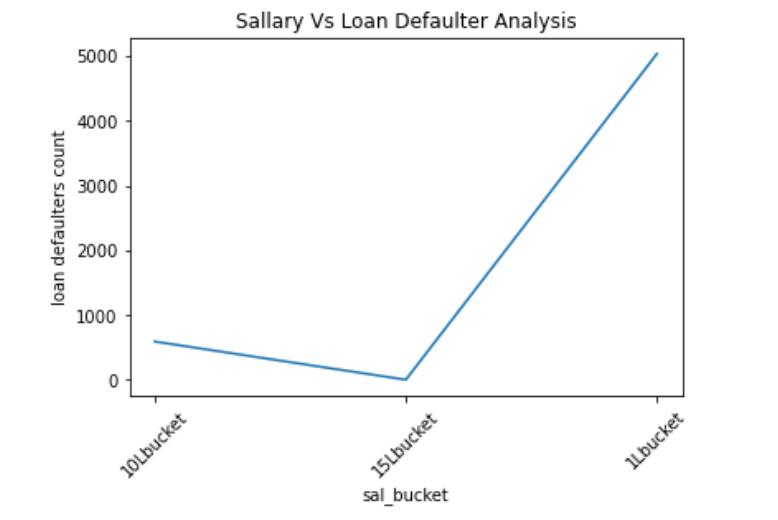 Sallary Vs Loan Defaulter Analysis
loan defaulters count
5000
4000
3000
2000
1000
0
10Lbucket
15Lbucket
1Lbucket
sal_bucket